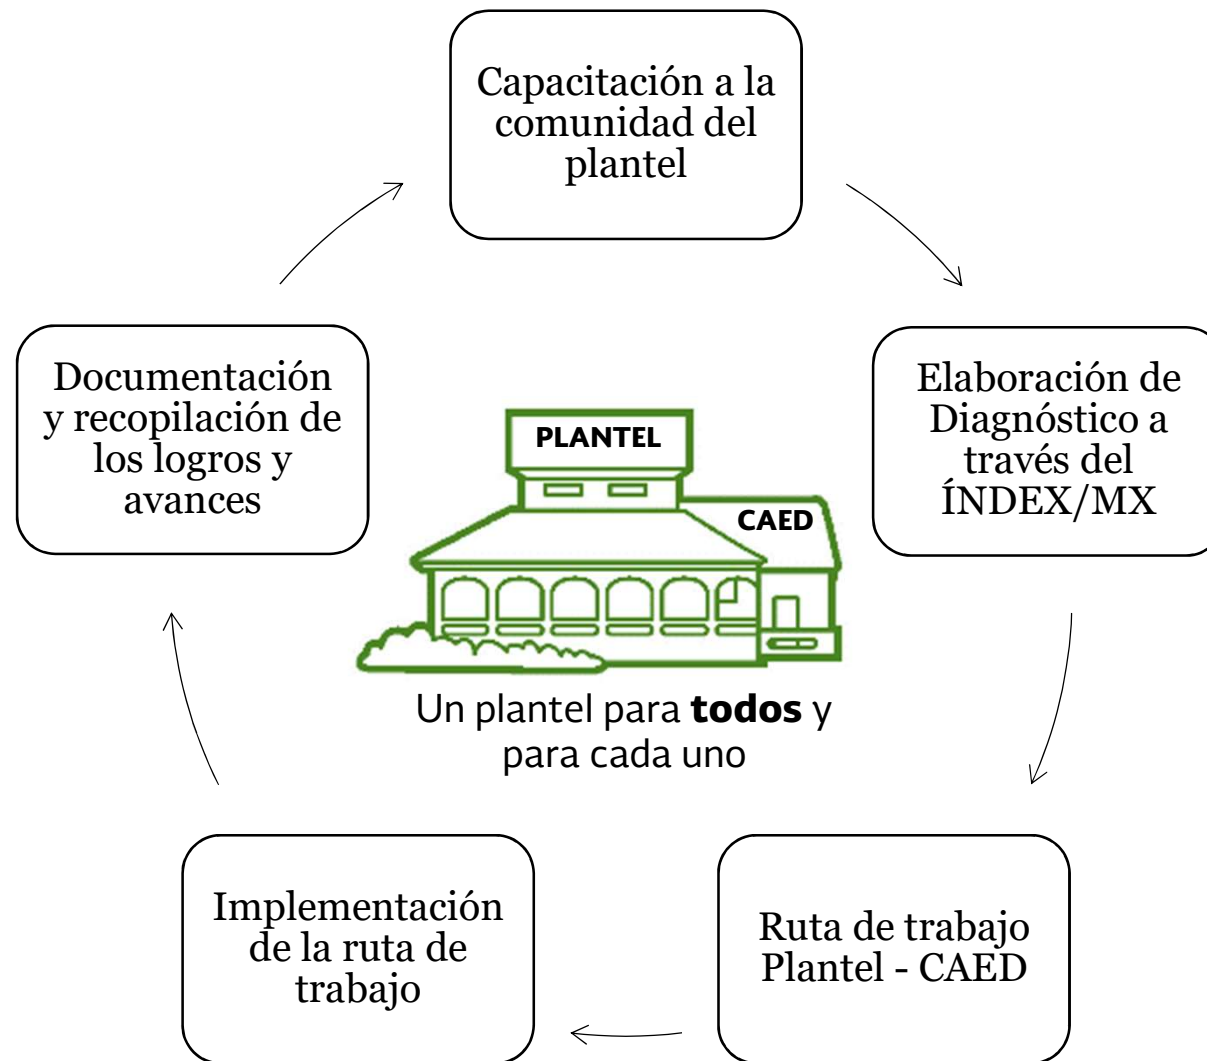 Capacitación a la
comunidad del
plantel
Documentación
y recopilación de
los logros y
avances
Elaboración de
Diagnóstico a
través del
ÍNDEX/MX
PLANTEL
CAED
Un plantel para todos y
para cada uno
Implementación
de la ruta de
trabajo
Ruta de trabajo
Plantel - CAED